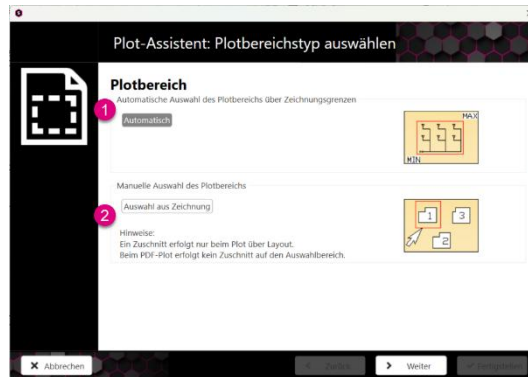 Plot-Assistent: Plotbereichstyp auswählen
Plotbereich
Automatische Auswahl des Plotbereichs über Zeichnungsgrenzen
1
Automatisch
MAX
MIN
Manuelle Auswahl des Plotbereichs
2
Auswahl aus Zeichnung
1
3
2
Hinweise:
Ein Zuschnitt erfolgt nur beim Plot über Layout.
Beim PDF-Plot erfolgt kein Zuschnitt auf den Auswahlbereich.
Abbrechen
Zurück
Weiter
Fertigstellen